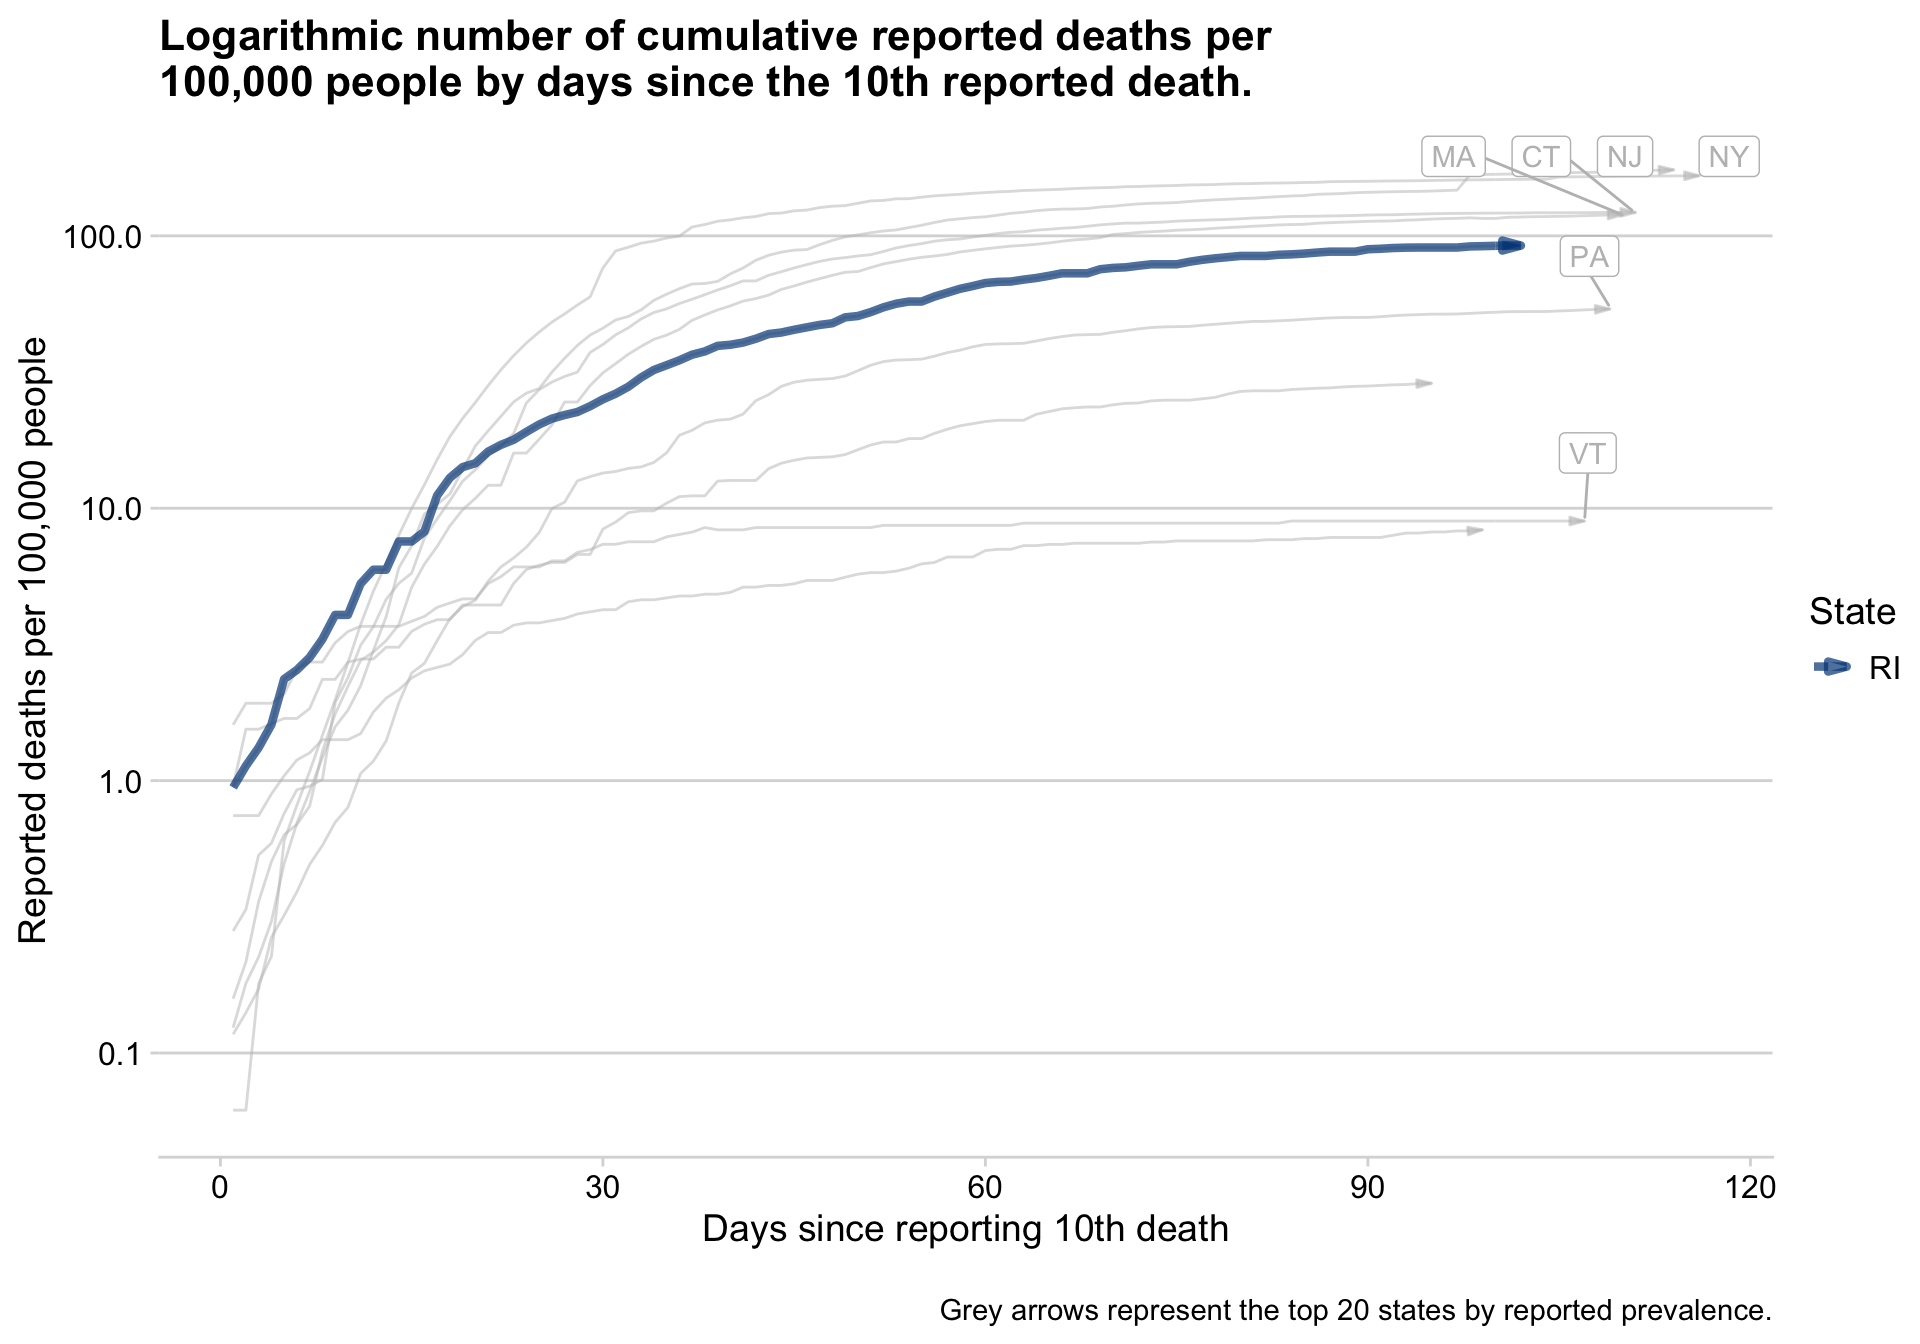 Logarithmic number of cumulative reported deaths per
100,000 people by days since the 10th reported death.
MA
CT
NJ
NY
PA
VT
100.0
10.0
1.0
0.1
Reported deaths per 100,000 people
State
RI
0
30
60
90
120
Days since reporting 10th death
Grey arrows represent the top 20 states by reported prevalence.